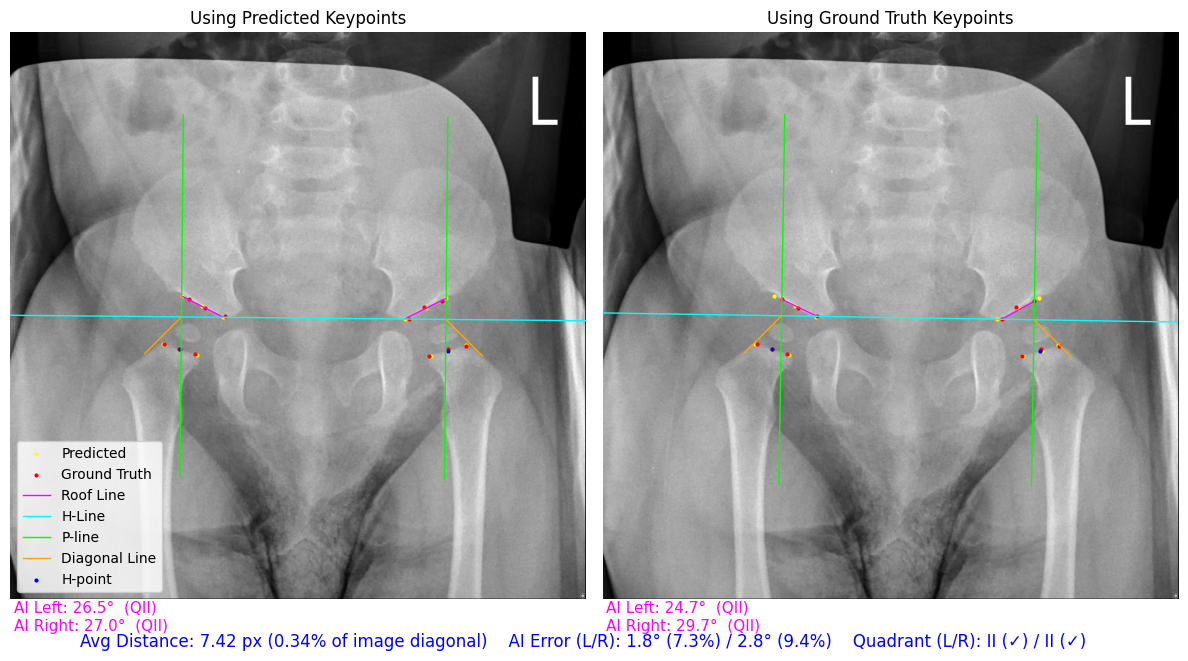 Using Predicted Keypoints
Using Ground Truth Keypoints
L
L
Predicted
Ground Truth
Roof Line
H-Line
P-line
Diagonal Line
H-point
AI Left: 26.5° (QII)
AI Right: 27.0° (QII)
AI Left: 24.7° (QII)
AI Right: 29.7° (QII)
Avg Distance: 7.42 px (0.34% of image diagonal) AI Error (L/R): 1.8° (7.3%) / 2.8° (9.4%) Quadrant (L/R): II (✓) / II (✓)